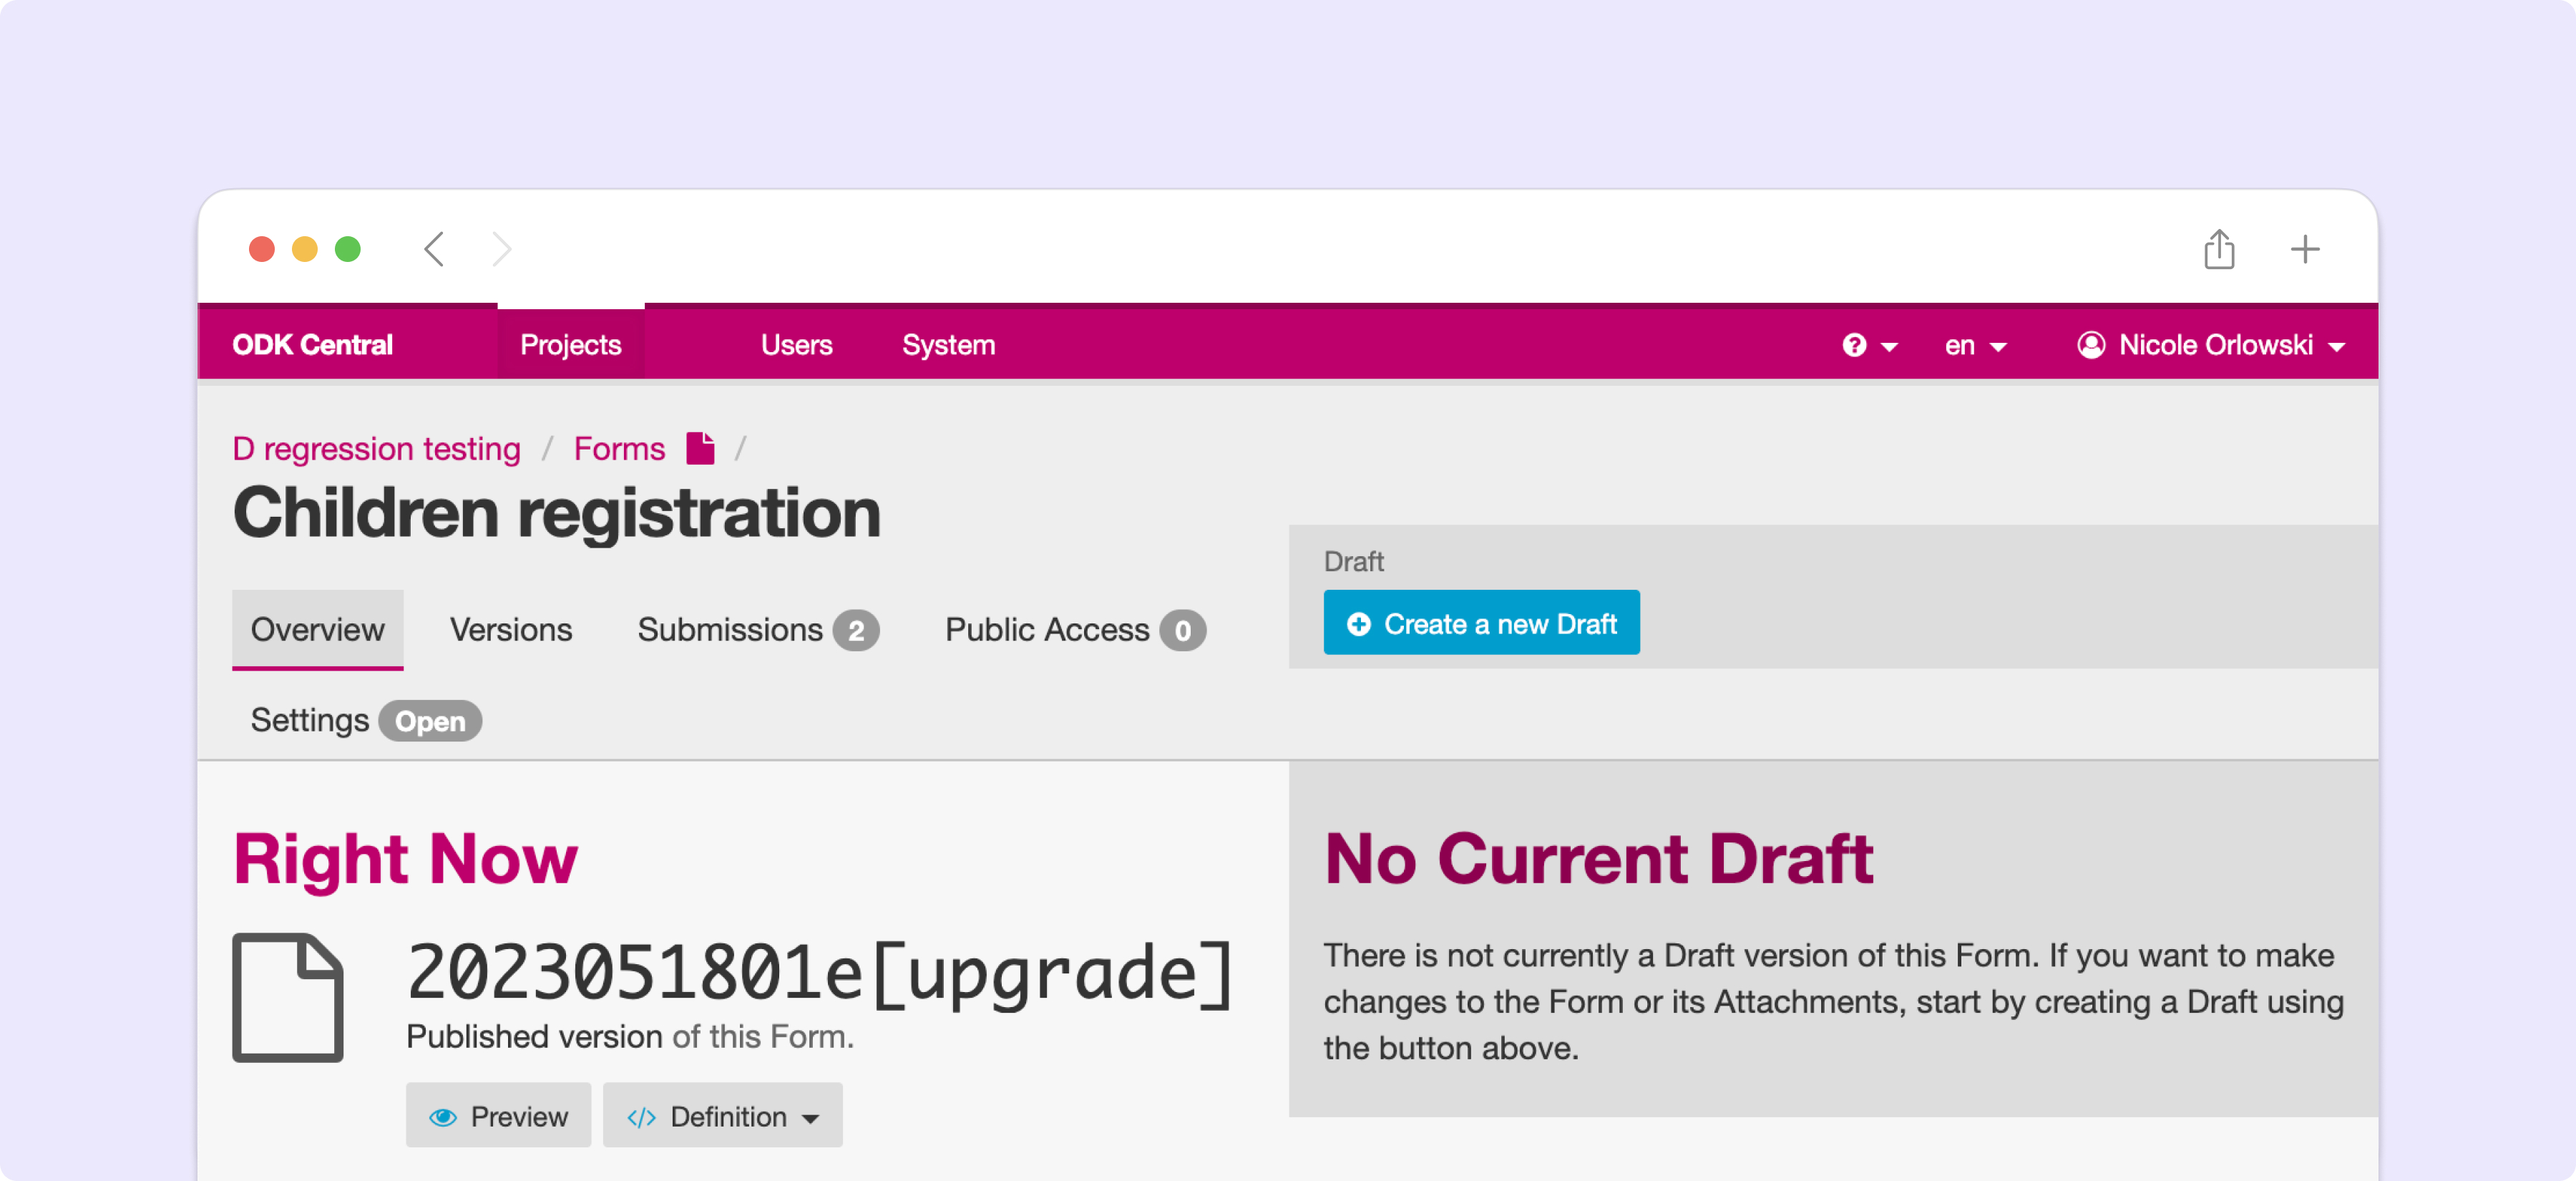 ODK Central Projects Users System en Nicole Orlowski
D regression testing / Forms /
Children registration
Draft
Create a new Draft
Overview Versions Submissions 2 Public Access 0
Settings Open
Right Now
2023051801e[upgrade]
Published version of this Form.
Preview </> Definition
No Current Draft
There is not currently a Draft version of this Form. If you want to make
changes to the Form or its Attachments, start by creating a Draft using
the button above.